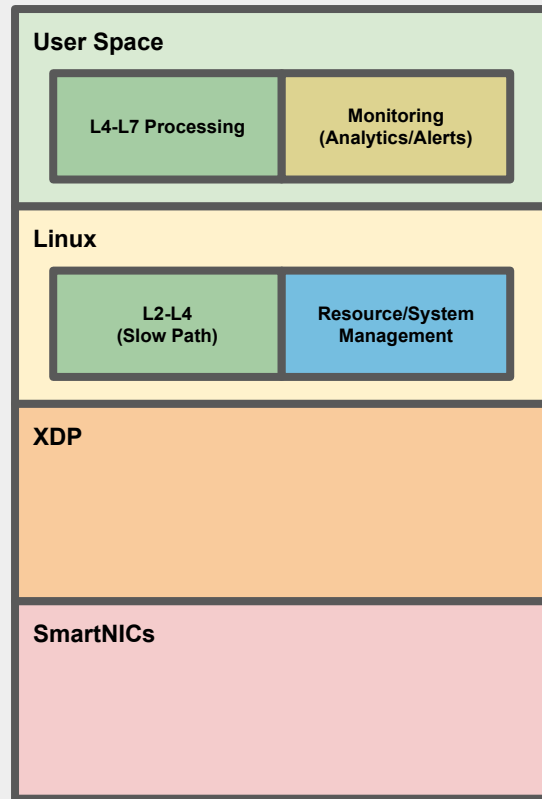 User Space
L4-L7 Processing
Monitoring
(Analytics/Alerts)
Linux
L2-L4
(Slow Path)
Resource/System
Management
XDP
SmartNICs